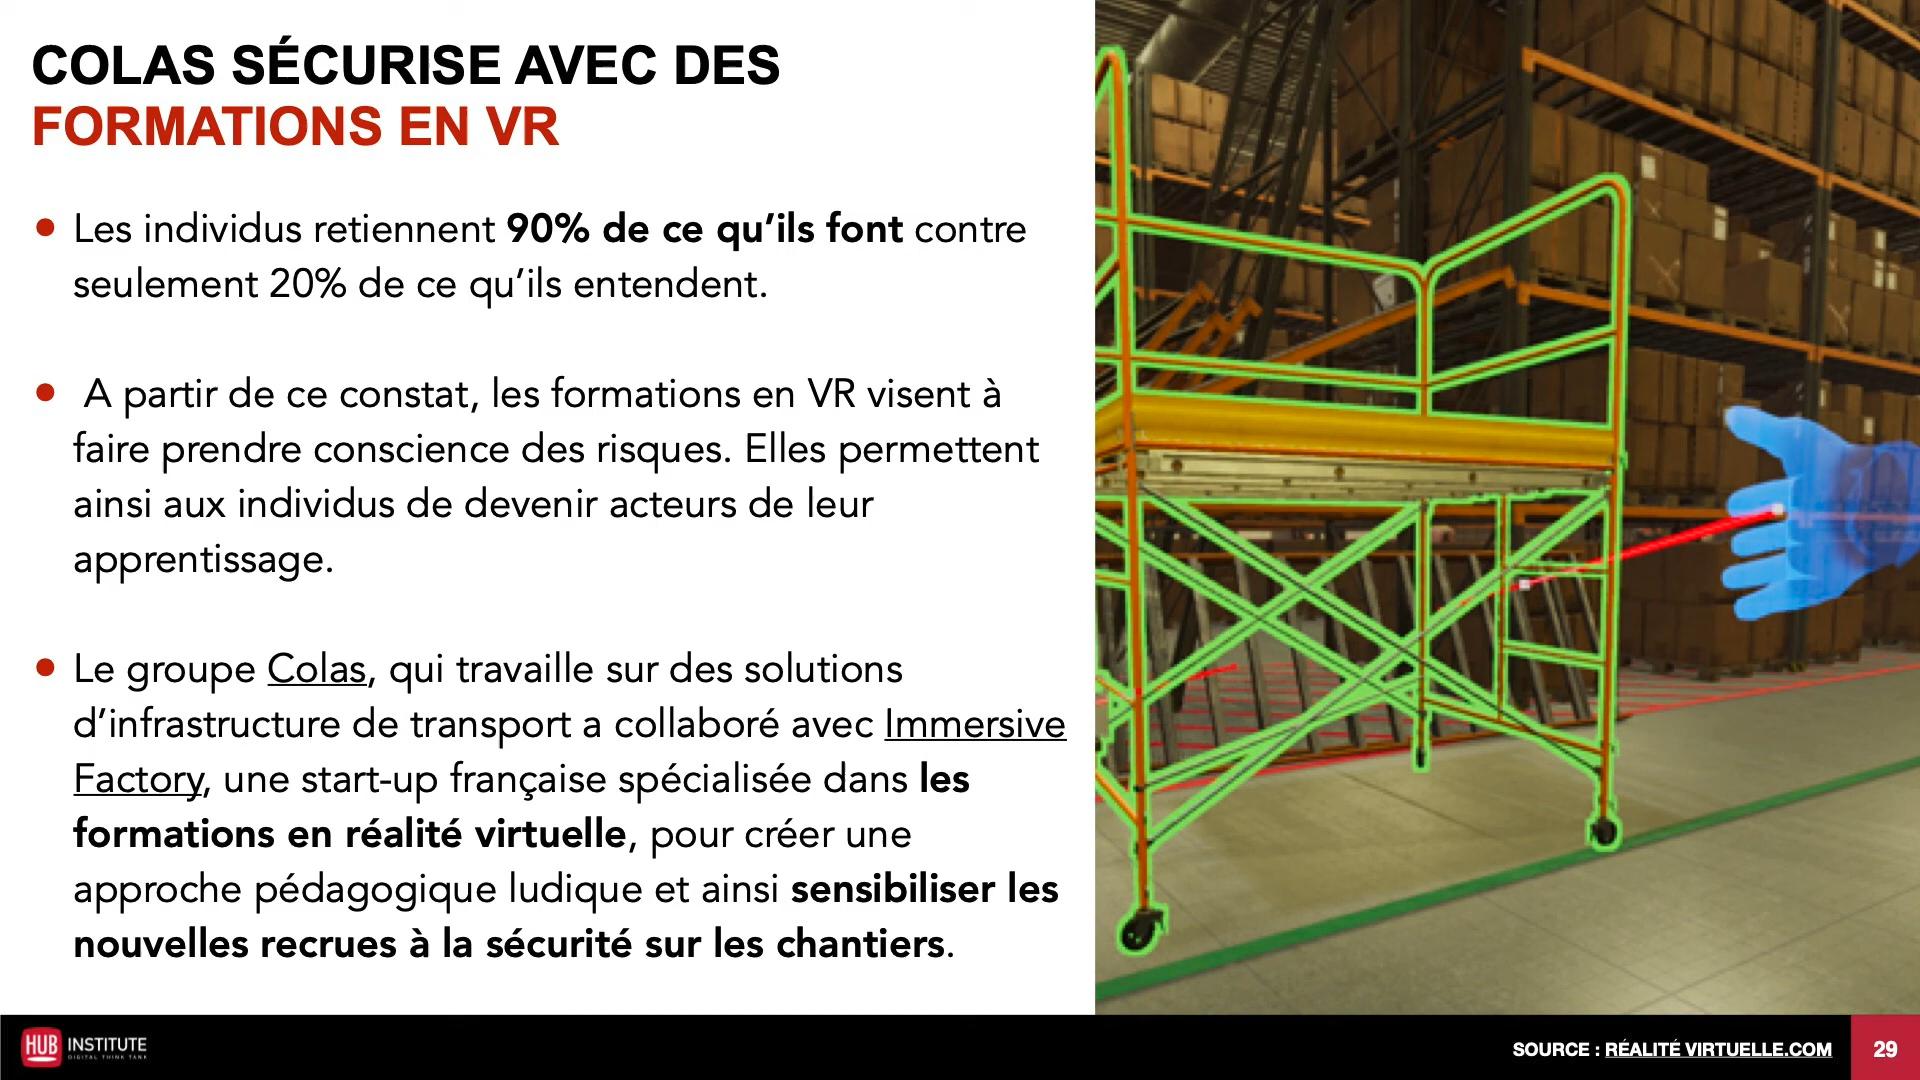 COLAS SÉCURISE AVEC DES
FORMATIONS EN VR
• Les individus retiennent 90% de ce qu’ils font contre
seulement 20% de ce qu’ils entendent.
• A partir de ce constat, les formations en VR visent à
faire prendre conscience des risques. Elles permettent
ainsi aux individus de devenir acteurs de leur
apprentissage.
• Le groupe Colas, qui travaille sur des solutions
d’infrastructure de transport a collaboré avec Immersive
Factory, une start-up française spécialisée dans les
formations en réalité virtuelle, pour créer une
approche pédagogique ludique et ainsi sensibiliser les
nouvelles recrues à la sécurité sur les chantiers.
HUB INSTITUTE
DIGITAL THINK TANK
SOURCE : RÉALITÉ VIRTUELLE.COM
29